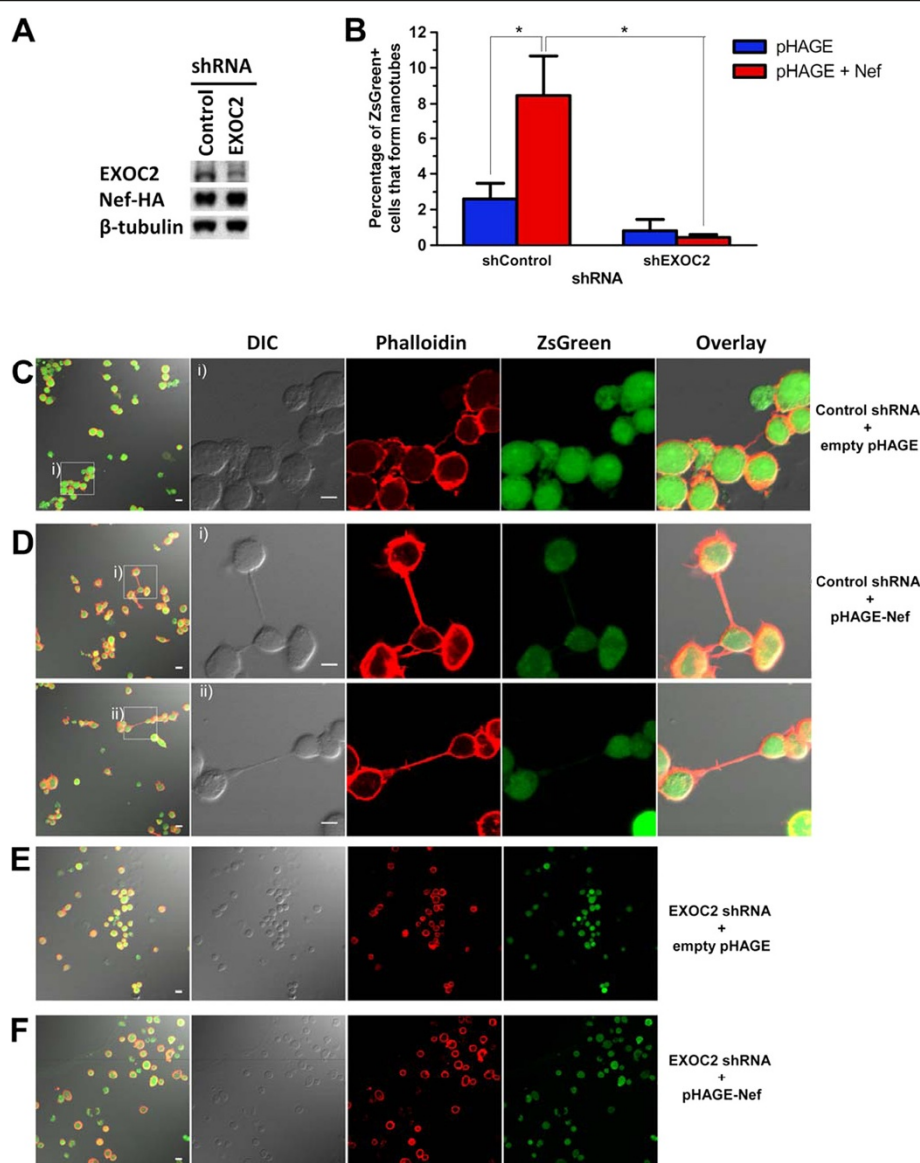 A
shRNA
Control
EXOC2
EXOC2
Nef-HA
β-tubulin
B
Percentage of ZsGreen+
cells that form nanotubes
12
10
8
6
4
2
0
*
*
pHAGE
pHAGE + Nef
shControl
shEXOC2
shRNA
DIC
Phalloidin
ZsGreen
Overlay
C
i)
i)
Control shRNA
+
empty pHAGE
D
i)
i)
Control shRNA
+
pHAGE-Nef
ii)
ii)
E
EXOC2 shRNA
+
empty pHAGE
F
EXOC2 shRNA
+
pHAGE-Nef